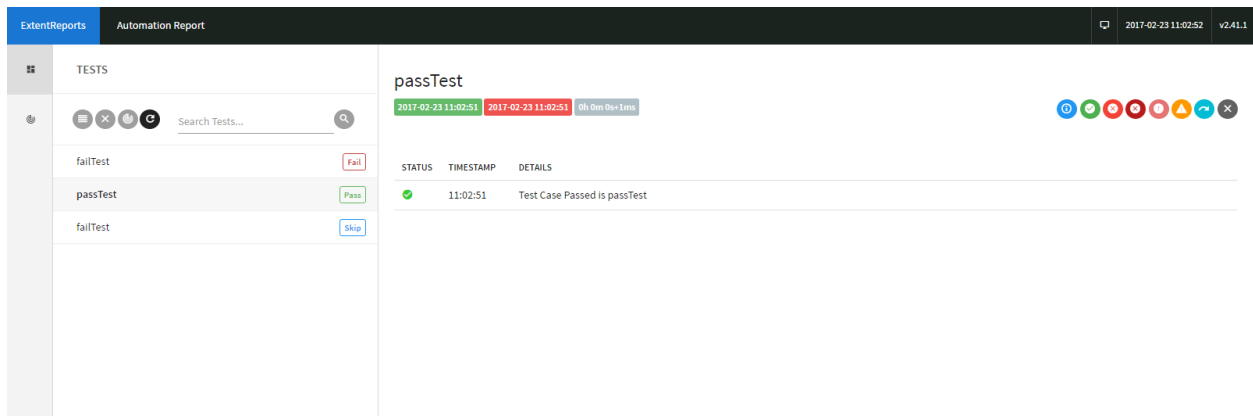 ExtentReports Automation Report 2017-02-23 11:02:52 v2.41.1
TESTS
Search Tests...
failTest Fail
passTest Pass
failTest Skip
passTest
2017-02-23 11:02:51 2017-02-23 11:02:51 0h 0m 0s+1ms
STATUS TIMESTAMP DETAILS
11:02:51 Test Case Passed is passTest